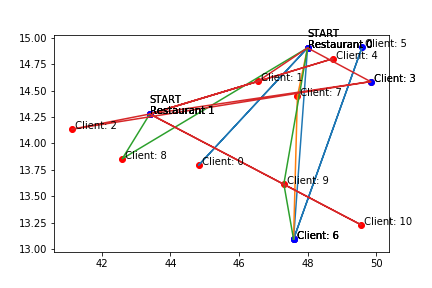 START
Restaurant 0
Client: 5
Client: 4
Client: 1
Client: 3
Client: 7
START
Restaurant 1
Client: 2
Client: 8
Client: 0
Client: 9
Client: 10
Client: 6
15.00
14.75
14.50
14.25
14.00
13.75
13.50
13.25
13.00
42 44 46 48 50